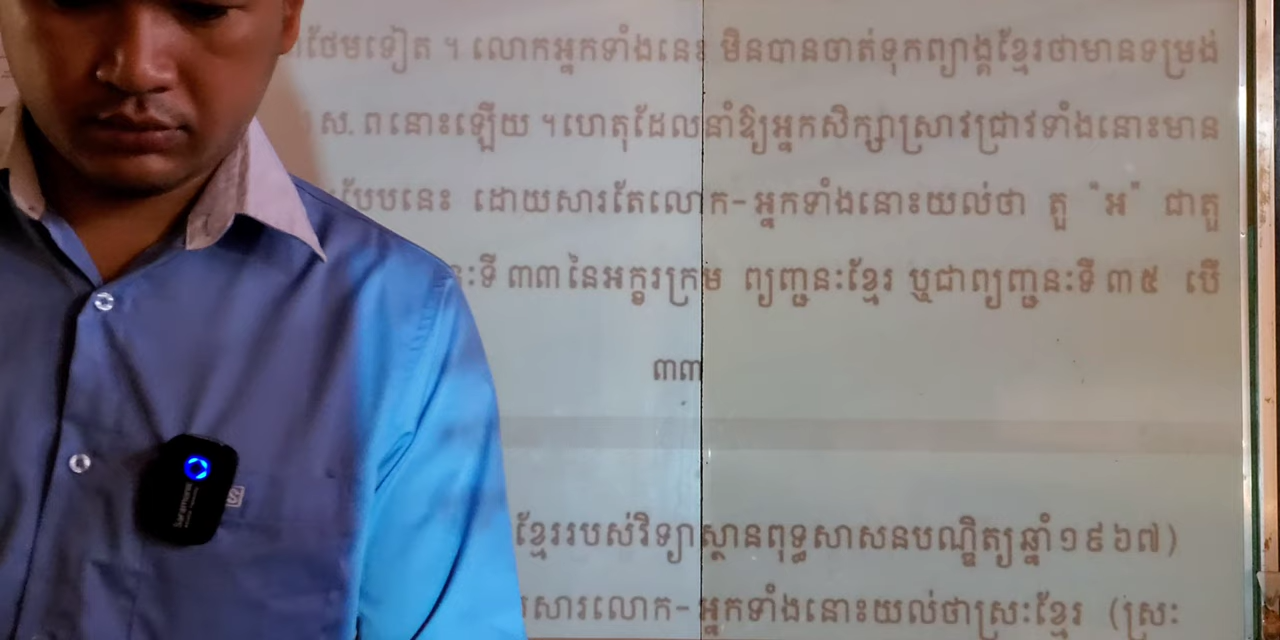 ថែមទៀត ។ លោកអ្នកទាំងនេះ មិនបានចាត់ទុកព្យាង្គខ្មែរថាមានទម្រង់
ស. ពនោះឡើយ ។ហេតុដែលនាំឱ្យអ្នកសិក្សាស្រាវជ្រាវទាំងនោះមាន
បែបនេះ ដោយសារតែលោក-អ្នកទាំងនោះយល់ថា តួ "អ" ជាតួ
នៈទី ៣៣នៃអក្ខរក្រម ព្យញ្ជនៈខ្មែរ ឬជាព្យញ្ជនៈទី ៣៥ បើ
៣៣
ខ្មែររបស់វិទ្យាស្ថានពុទ្ធសាសនបណ្ឌិត្យឆ្នាំ១៩៦៧)
សារលោក-អ្នកទាំងនោះយល់ថាស្រៈខ្មែរ (ស្រៈ
Saramonic